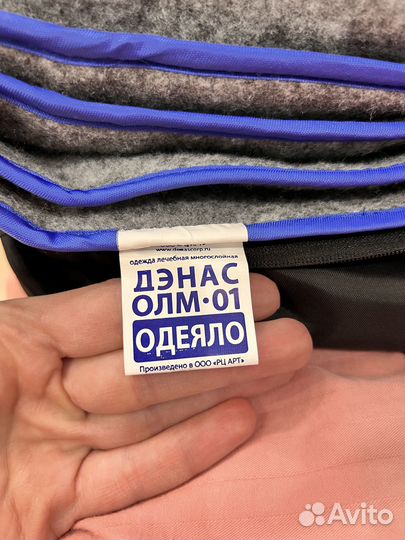 www.denascorp.ru
одежда лечебная многослойная
ДЭНАС
ОЛМ·01
ОДЕЯЛО
Произведено в ООО «РЦ АРТ»
Avito